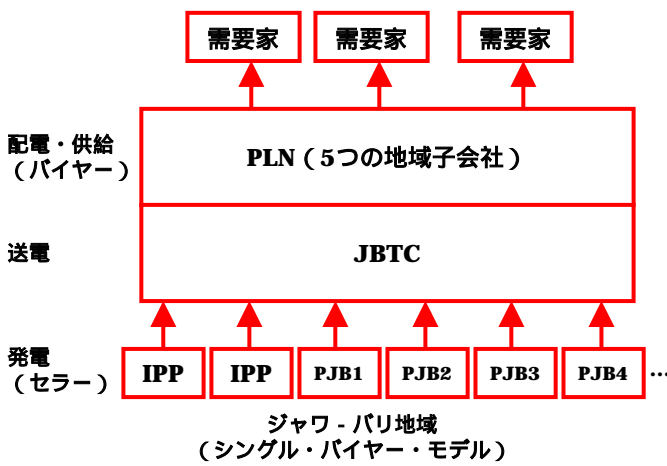 需要家 需要家 需要家
配電・供給
（バイヤー）
PLN（5つの地域子会社）
送電
JBTC
発電
（セラー）
IPP IPP PJB1 PJB2 PJB3 PJB4 …
ジャワ - バリ地域
（シングル・バイヤー・モデル）